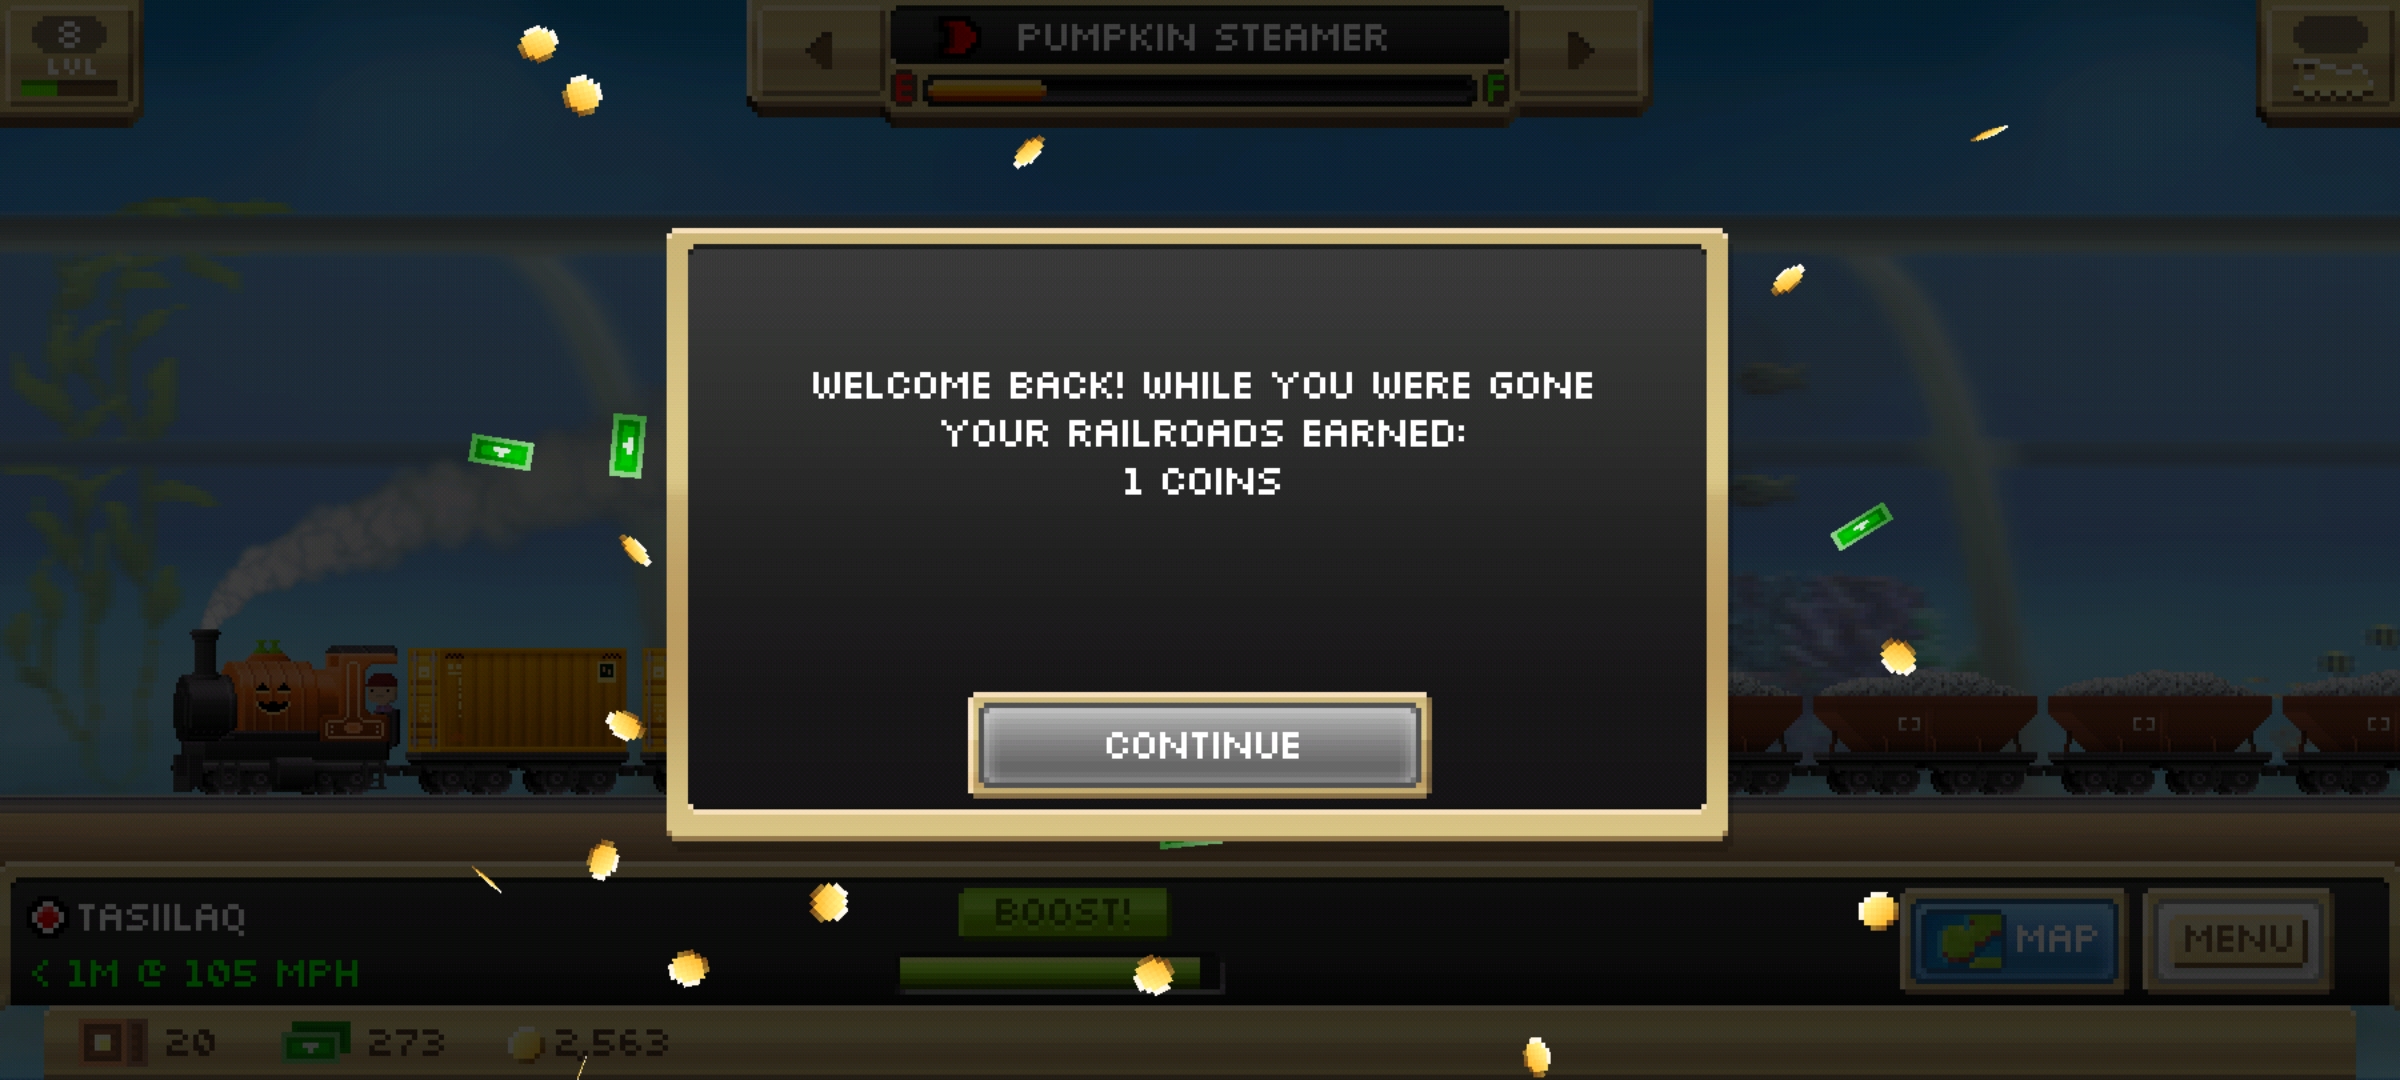 8
LVL
PUMPKIN STEAMER
E
F
WELCOME BACK! WHILE YOU WERE GONE
YOUR RAILROADS EARNED:
1 COINS
CONTINUE
TASIILAQ
< 1M @ 105 MPH
BOOST!
MAP
MENU
20
273
2,563